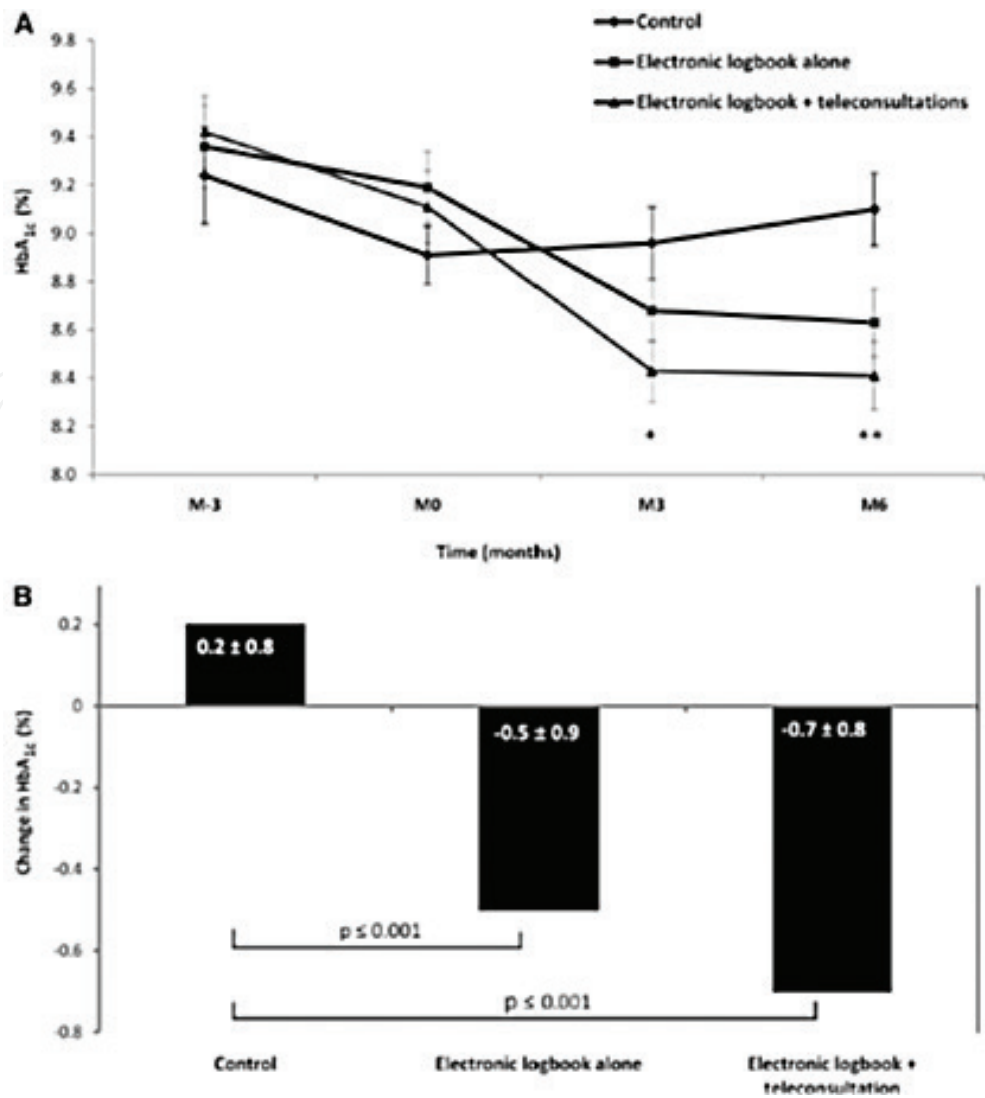 A
Control
Electronic logbook alone
Electronic logbook + teleconsultations
9.8
9.6
9.4
9.2
9.0
8.8
8.6
8.4
8.2
8.0
HbA1c (%)
M-3 M0 M3 M6
Time (months)
B
0.2
0
-0.2
-0.4
-0.6
-0.8
Change in HbA1c (%)
0.2 ± 0.8
-0.5 ± 0.9
-0.7 ± 0.8
p ≤ 0.001
p ≤ 0.001
Control Electronic logbook alone Electronic logbook +
teleconsultation